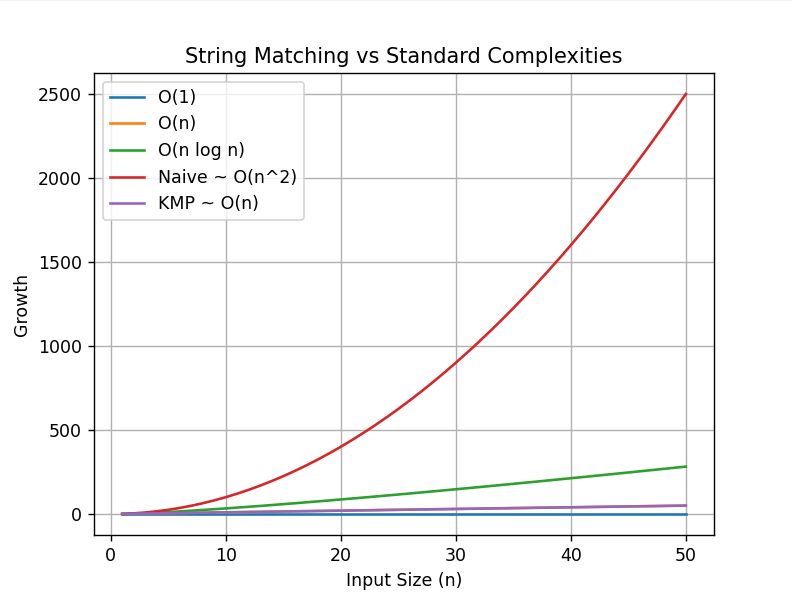 String Matching vs Standard Complexities
O(1)
O(n)
O(n log n)
Naive ~ O(n^2)
KMP ~ O(n)
2500
2000
1500
1000
500
0
Growth
0 10 20 30 40 50
Input Size (n)